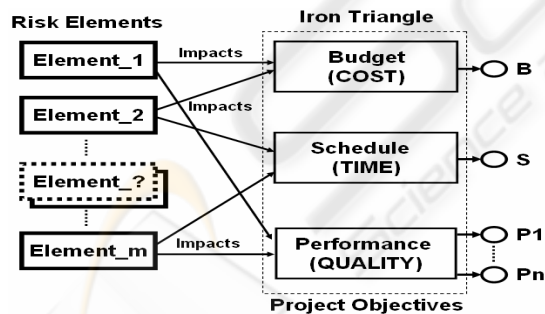 Risk Elements
Iron Triangle
Element_1
Impacts
Budget
(COST)
B
Element_2
Impacts
Schedule
(TIME)
S
Element_?
Element_m
Impacts
Performance
(QUALITY)
P1
Pn
Project Objectives